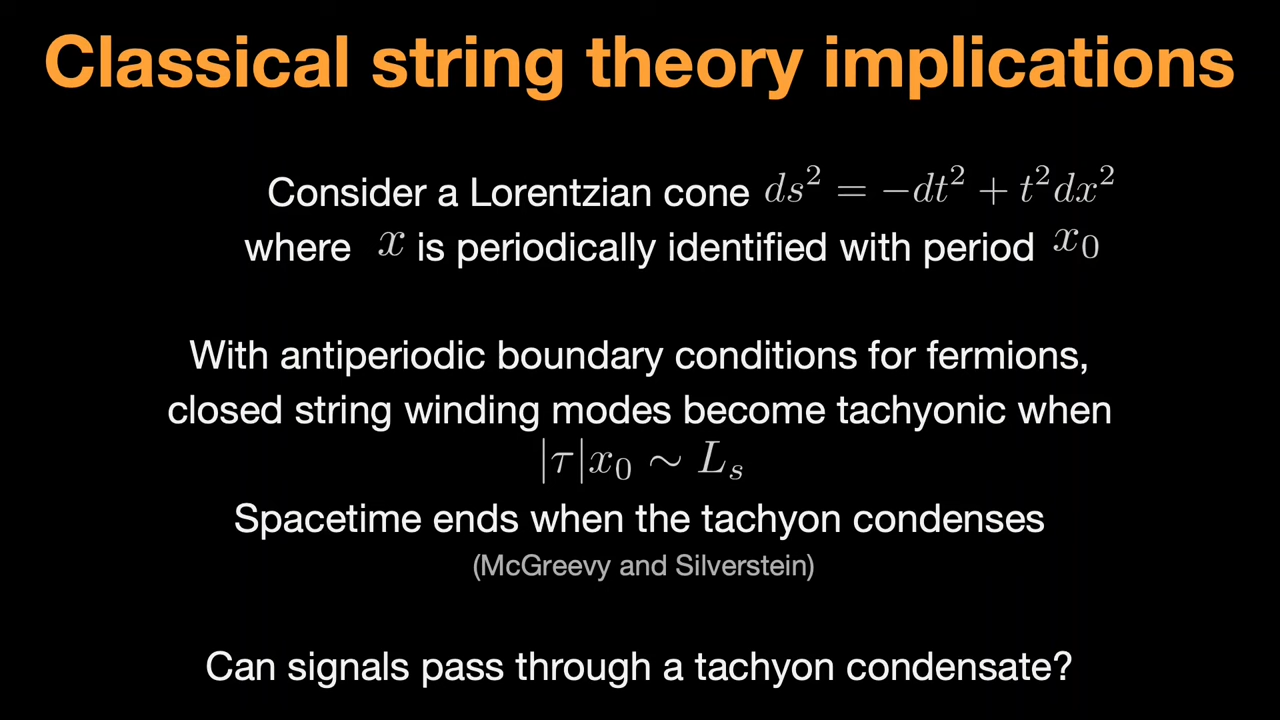 Classical string theory implications
Consider a Lorentzian cone ds² = −dt² + t²dx²
where x is periodically identified with period x₀
With antiperiodic boundary conditions for fermions,
closed string winding modes become tachyonic when
|τ|x₀ ∼ Lₛ
Spacetime ends when the tachyon condenses
(McGreevy and Silverstein)
Can signals pass through a tachyon condensate?